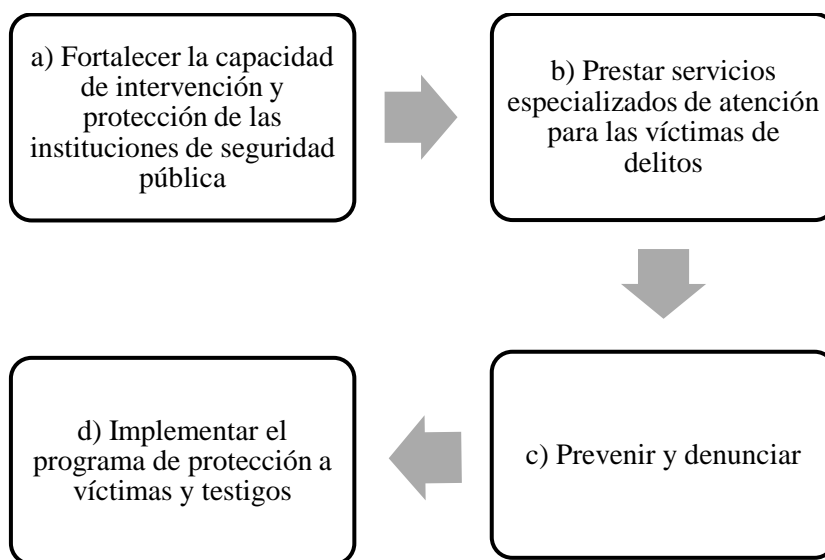 a) Fortalecer la capacidad
de intervención y
protección de las
instituciones de seguridad
pública
b) Prestar servicios
especializados de atención
para las víctimas de
delitos
c) Prevenir y denunciar
d) Implementar el
programa de protección a
víctimas y testigos